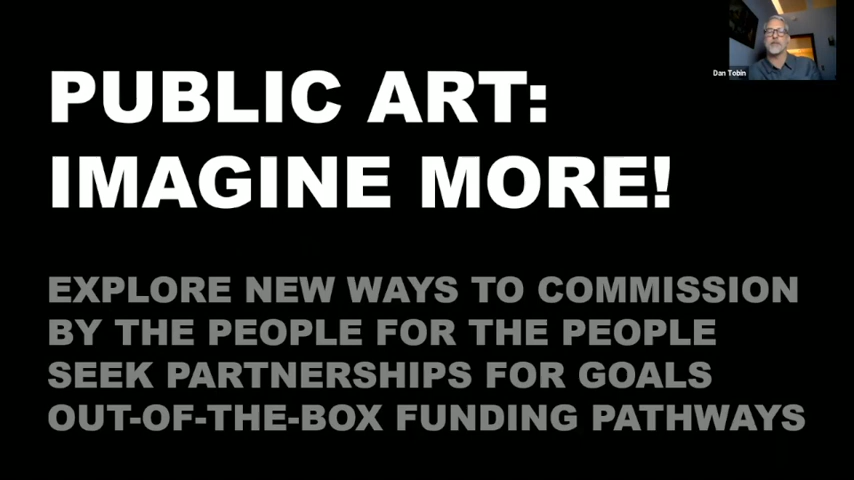 PUBLIC ART:
IMAGINE MORE!
EXPLORE NEW WAYS TO COMMISSION
BY THE PEOPLE FOR THE PEOPLE
SEEK PARTNERSHIPS FOR GOALS
OUT-OF-THE-BOX FUNDING PATHWAYS
Dan Tobin